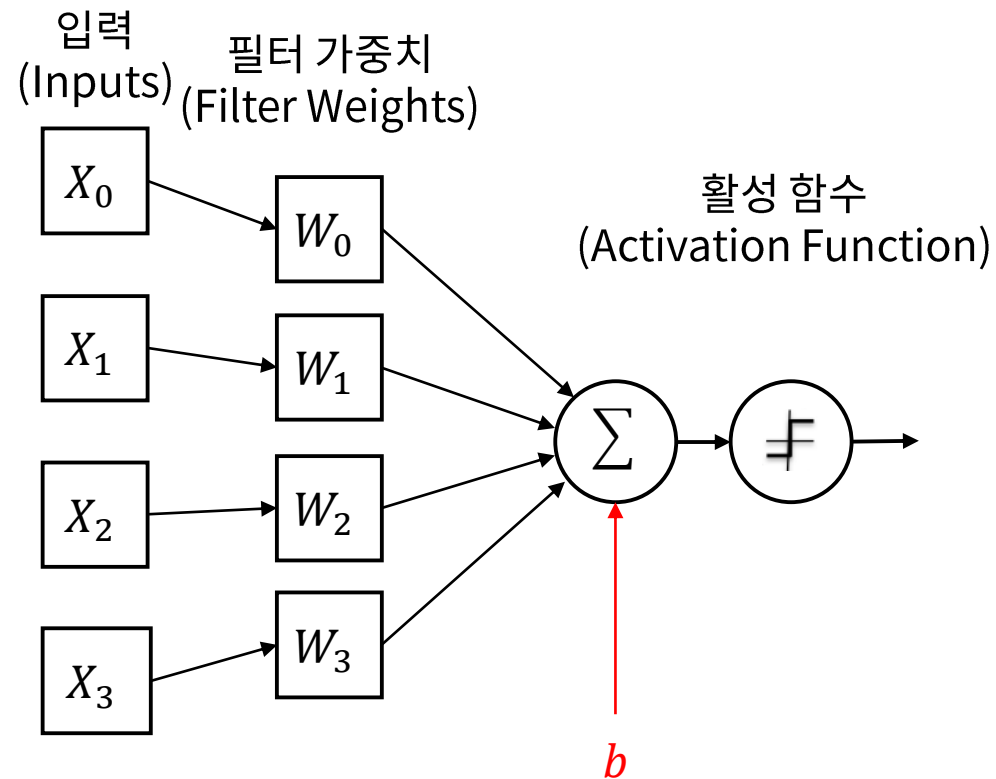 입력
(Inputs)
필터 가중치
(Filter Weights)
활성 함수
(Activation Function)
X₀
W₀
X₁
W₁
X₂
W₂
X₃
W₃
∑
b